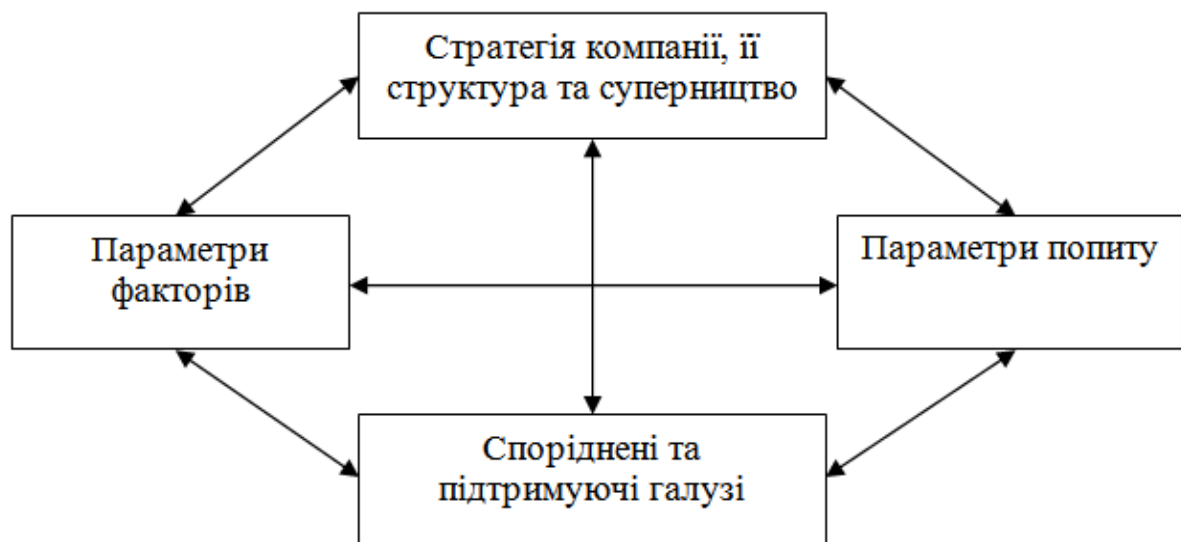 Стратегія компанії, її
структура та суперництво
Параметри
факторів
Параметри попиту
Споріднені та
підтримуючі галузі